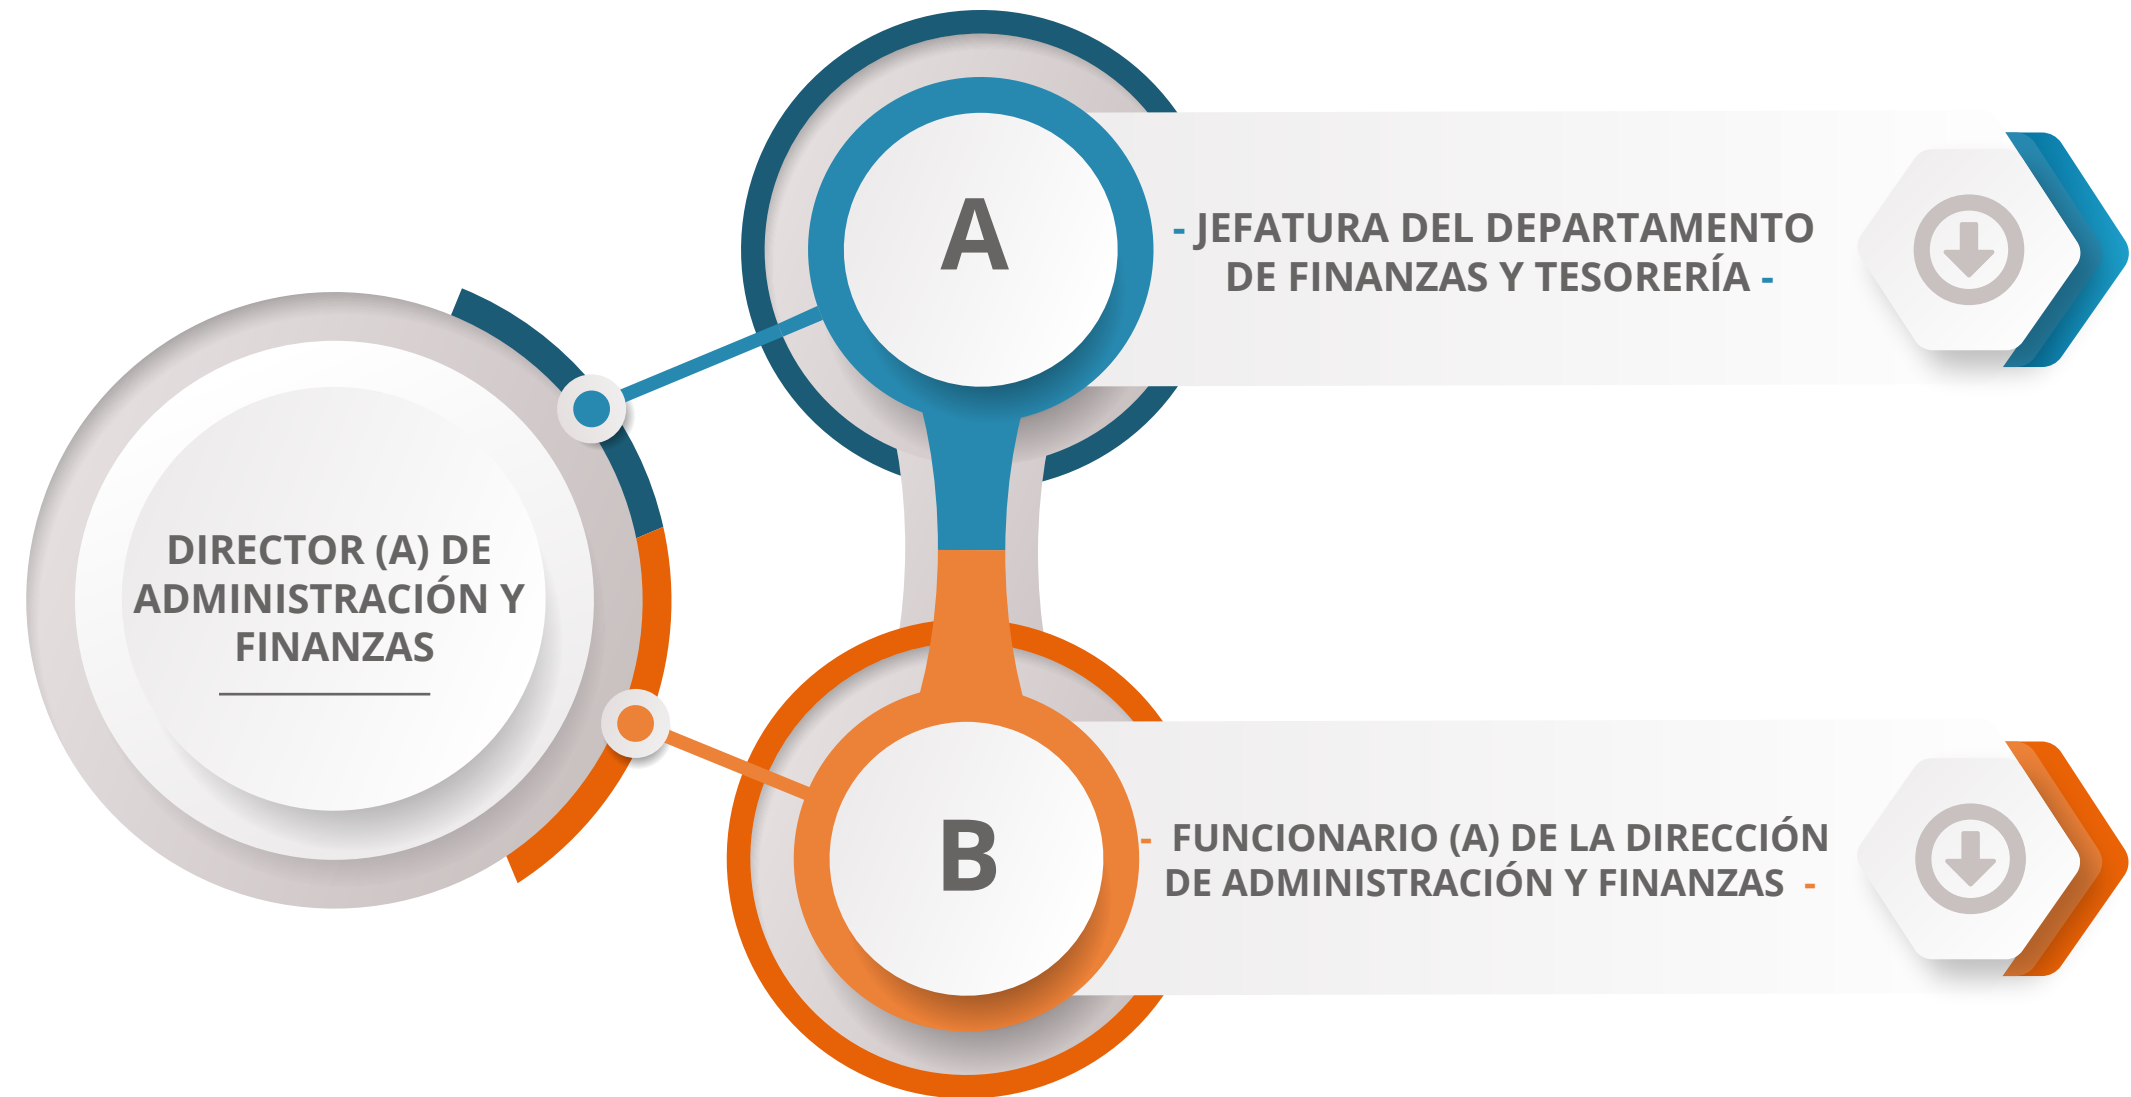 DIRECTOR (A) DE
ADMINISTRACIÓN Y
FINANZAS
A
- JEFATURA DEL DEPARTAMENTO
DE FINANZAS Y TESORERÍA -
B
- FUNCIONARIO (A) DE LA DIRECCIÓN
DE ADMINISTRACIÓN Y FINANZAS -